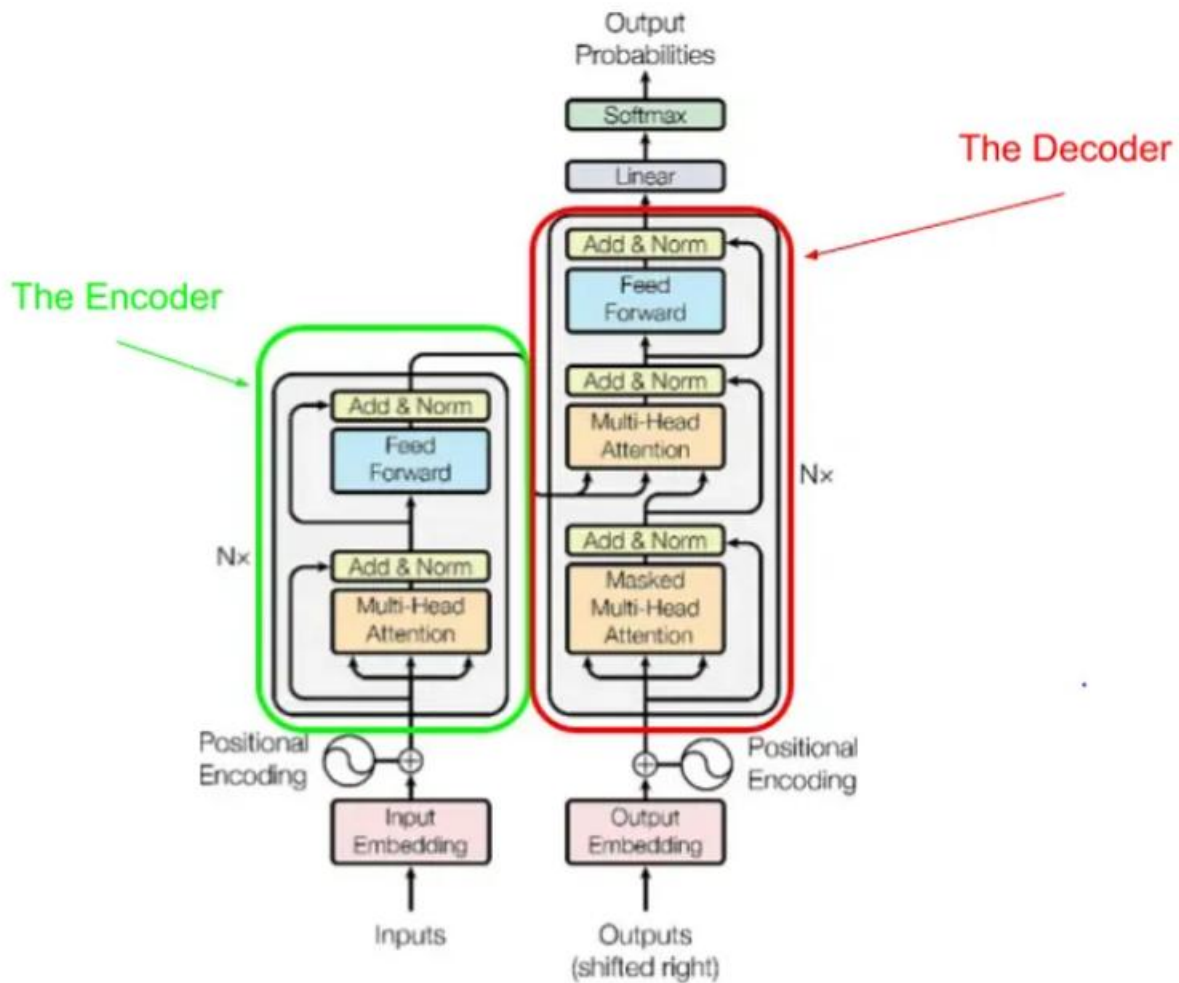 Output
Probabilities
Softmax
Linear
The Decoder
Add & Norm
Feed
Forward
Add & Norm
Multi-Head
Attention
Nx
Add & Norm
Masked
Multi-Head
Attention
The Encoder
Add & Norm
Feed
Forward
Nx
Add & Norm
Multi-Head
Attention
Positional
Encoding
Positional
Encoding
Input
Embedding
Output
Embedding
Inputs
Outputs
(shifted right)